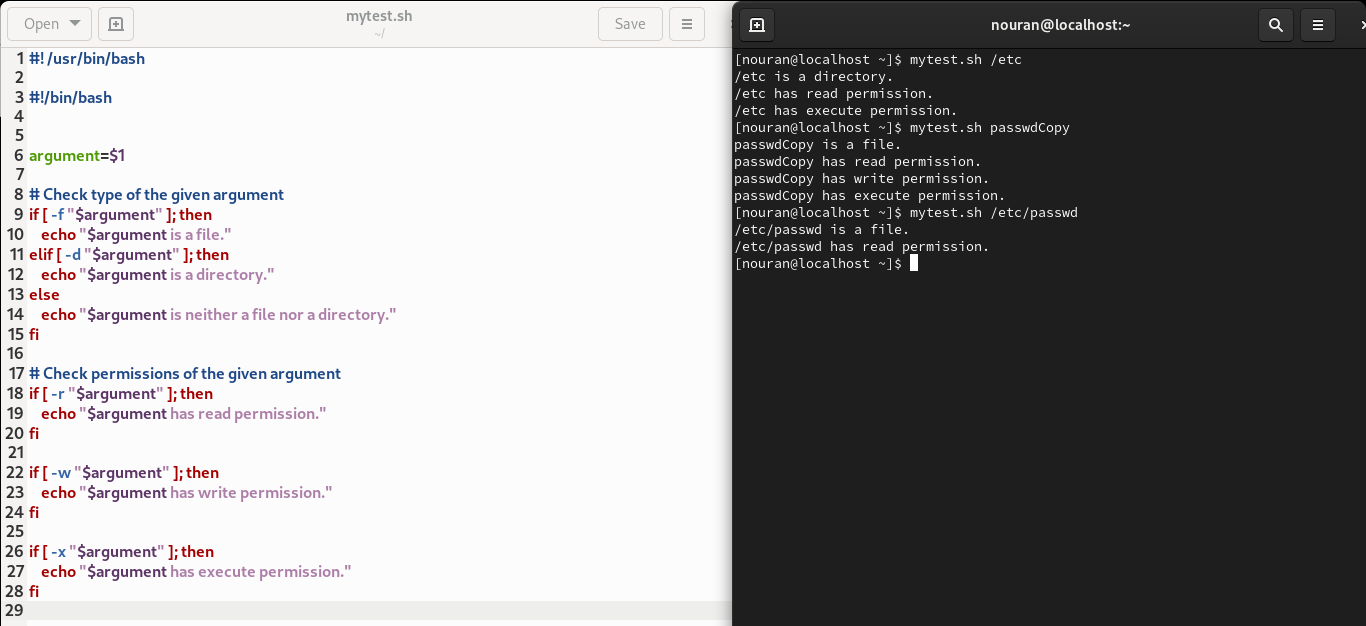 Open
mytest.sh
~/
Save
1 #! /usr/bin/bash
2
3 #!/bin/bash
4
5
6 argument=$1
7
8 # Check type of the given argument
9 if [ -f "$argument" ]; then
10 echo "$argument is a file."
11 elif [ -d "$argument" ]; then
12 echo "$argument is a directory."
13 else
14 echo "$argument is neither a file nor a directory."
15 fi
16
17 # Check permissions of the given argument
18 if [ -r "$argument" ]; then
19 echo "$argument has read permission."
20 fi
21
22 if [ -w "$argument" ]; then
23 echo "$argument has write permission."
24 fi
25
26 if [ -x "$argument" ]; then
27 echo "$argument has execute permission."
28 fi
29
nouran@localhost:~
[nouran@localhost ~]$ mytest.sh /etc
/etc is a directory.
/etc has read permission.
/etc has execute permission.
[nouran@localhost ~]$ mytest.sh passwdCopy
passwdCopy is a file.
passwdCopy has read permission.
passwdCopy has write permission.
passwdCopy has execute permission.
[nouran@localhost ~]$ mytest.sh /etc/passwd
/etc/passwd is a file.
/etc/passwd has read permission.
[nouran@localhost ~]$